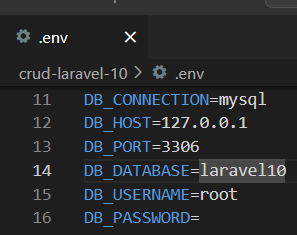 .env
crud-laravel-10 > .env
11 DB_CONNECTION=mysql
12 DB_HOST=127.0.0.1
13 DB_PORT=3306
14 DB_DATABASE=laravel10
15 DB_USERNAME=root
16 DB_PASSWORD=